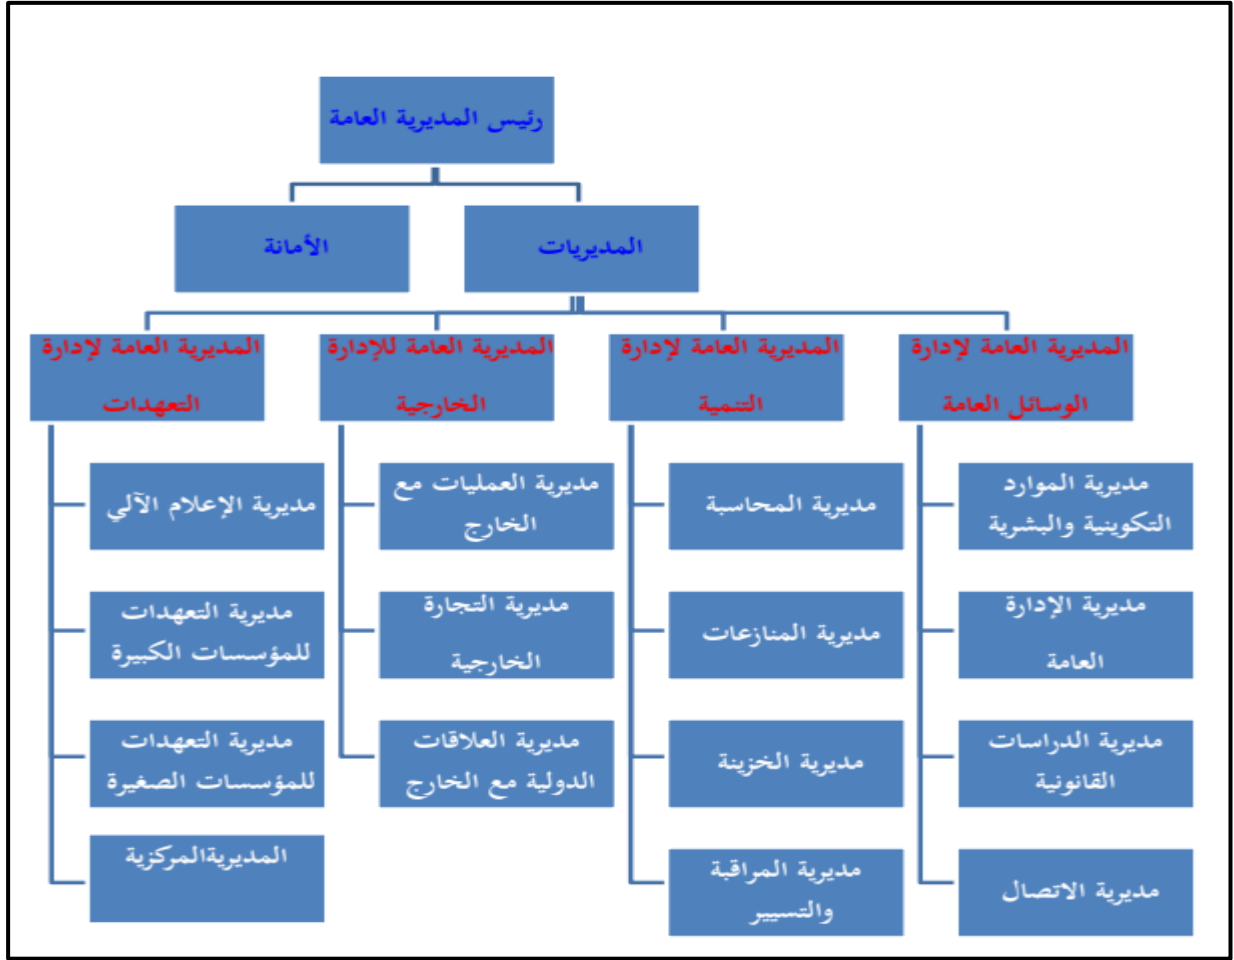 رئيس المديرية العامة
المديريات
الأمانة
المديرية العامة لإدارة
الوسائل العامة
المديرية العامة لإدارة
التنمية
المديرية العامة للإدارة
الخارجية
المديرية العامة لإدارة
التعهدات
مديرية الموارد
التكوينية والبشرية
مديرية الإدارة
العامة
مديرية الدراسات
القانونية
مديرية الاتصال
مديرية المحاسبة
مديرية المنازعات
مديرية الخزينة
مديرية المراقبة
والتسيير
مديرية العمليات مع
الخارج
مديرية التجارة
الخارجية
مديرية العلاقات
الدولية مع الخارج
مديرية الإعلام الآلي
مديرية التعهدات
للمؤسسات الكبيرة
مديرية التعهدات
للمؤسسات الصغيرة
المديريةالمركزية